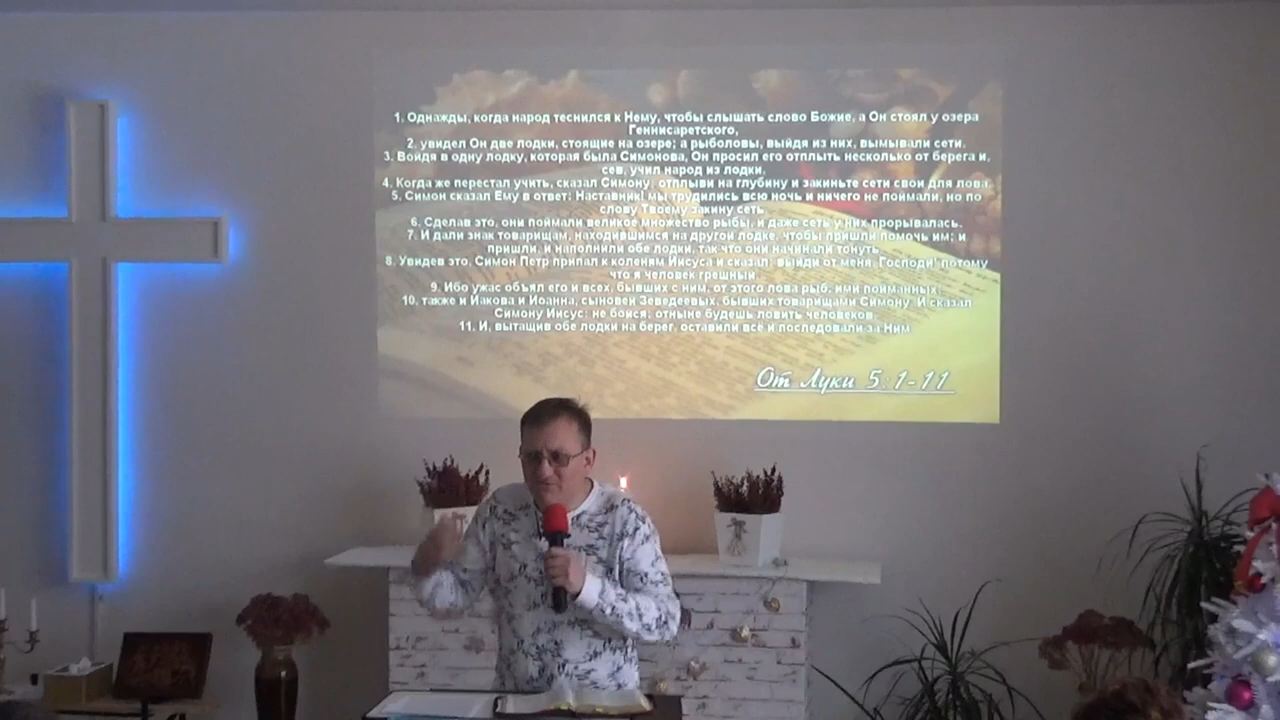 1. Однажды, когда народ теснился к Нему, чтобы слышать слово Божие, а Он стоял у озера
Геннисаретского,
2. увидел Он две лодки, стоящие на озере; а рыболовы, выйдя из них, вымывали сети.
3. Войдя в одну лодку, которая была Симонова, Он просил его отплыть несколько от берега и,
сев, учил народ из лодки.
4. Когда же перестал учить, сказал Симону: отплыви на глубину и закиньте сети свои для лова.
5. Симон сказал Ему в ответ: Наставник! мы трудились всю ночь и ничего не поймали, но по
слову Твоему закину сеть.
6. Сделав это, они поймали великое множество рыбы, и даже сеть у них прорывалась.
7. И дали знак товарищам, находившимся на другой лодке, чтобы пришли помочь им; и
пришли, и наполнили обе лодки, так что они начинали тонуть.
8. Увидев это, Симон Петр припал к коленям Иисуса и сказал: выйди от меня, Господи! потому
что я человек грешный.
9. Ибо ужас объял его и всех, бывших с ним, от этого лова рыб, ими пойманных;
10. также и Иакова и Иоанна, сыновей Зеведеевых, бывших товарищами Симону. И сказал
Симону Иисус: не бойся; отныне будешь ловить человеков.
11. И, вытащив обе лодки на берег, оставили всё и последовали за Ним.
От Луки 5:1-11